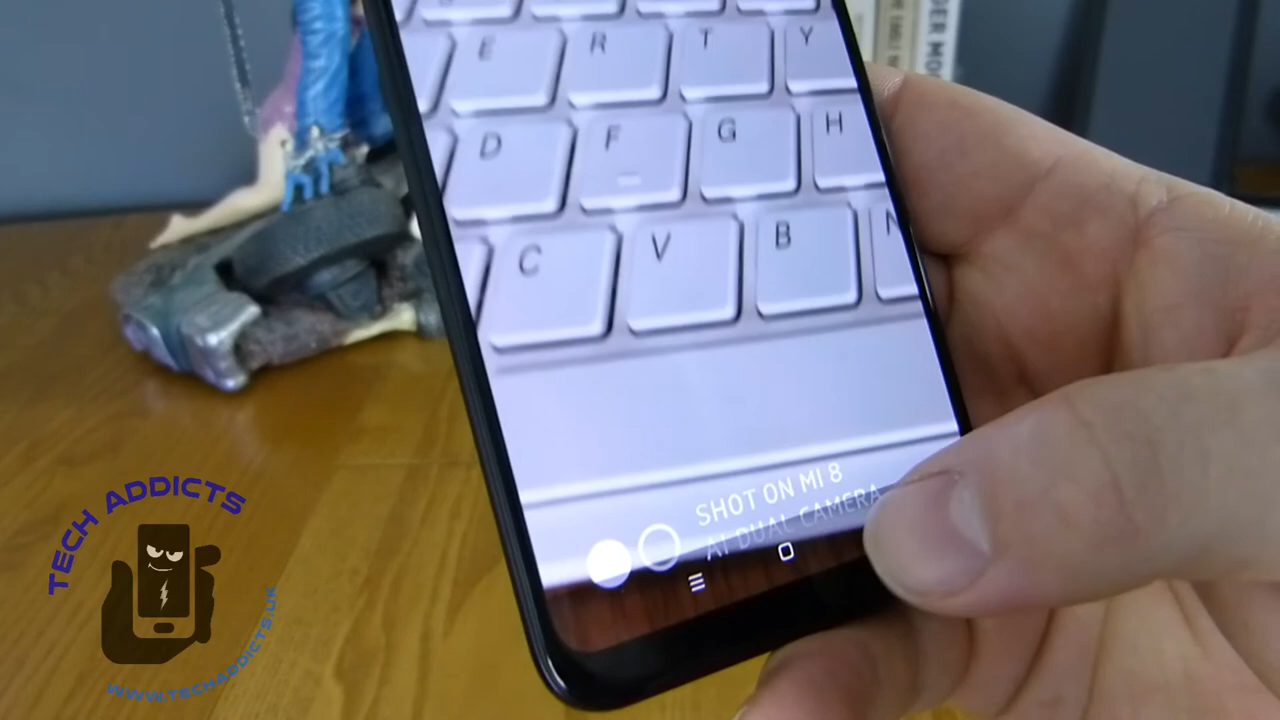 E R T Y
D F G H
C V B N
SHOT ON MI 8
AI DUAL CAMERA
TECH ADDICTS
WWW.TECHADDICTS.UK